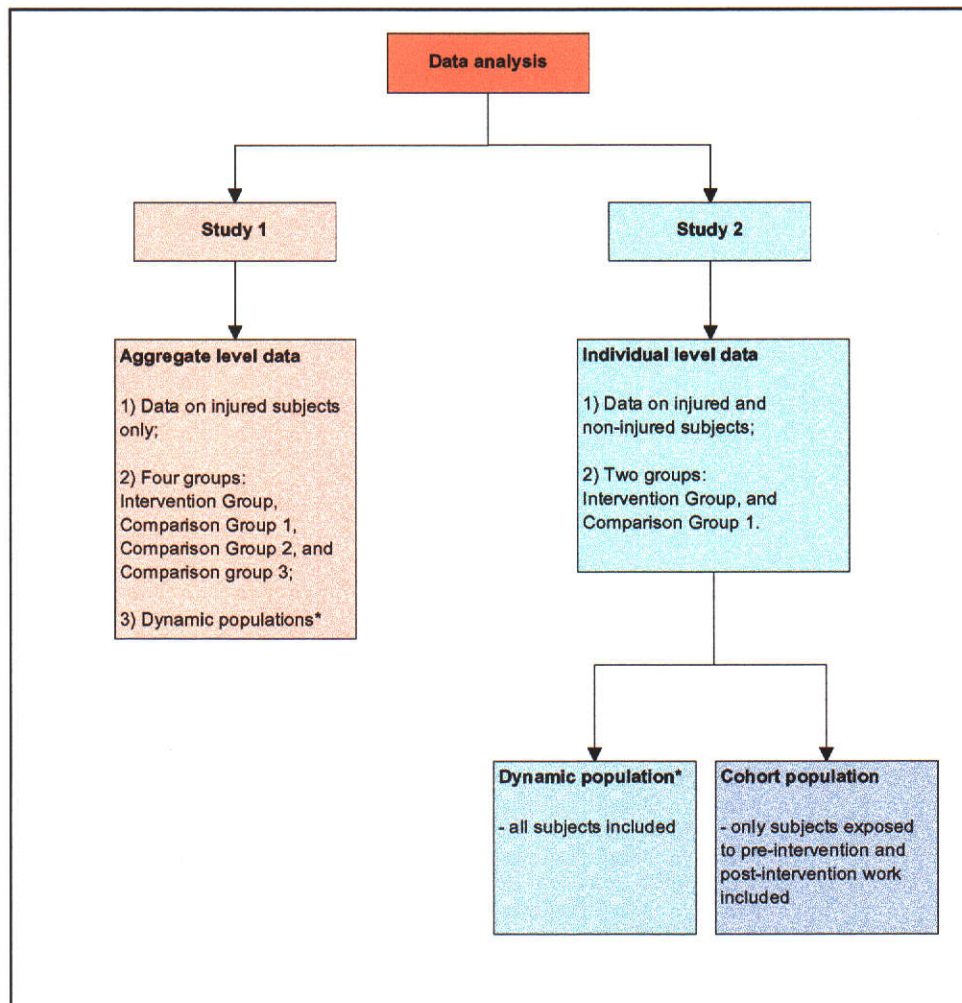 Data analysis
Study 1
Study 2
Aggregate level data
1) Data on injured subjects
only;
2) Four groups:
Intervention Group,
Comparison Group 1,
Comparison Group 2, and
Comparison group 3;
3) Dynamic populations*
Individual level data
1) Data on injured and
non-injured subjects;
2) Two groups:
Intervention Group, and
Comparison Group 1.
Dynamic population*
- all subjects included
Cohort population
- only subjects exposed
to pre-intervention and
post-intervention work
included